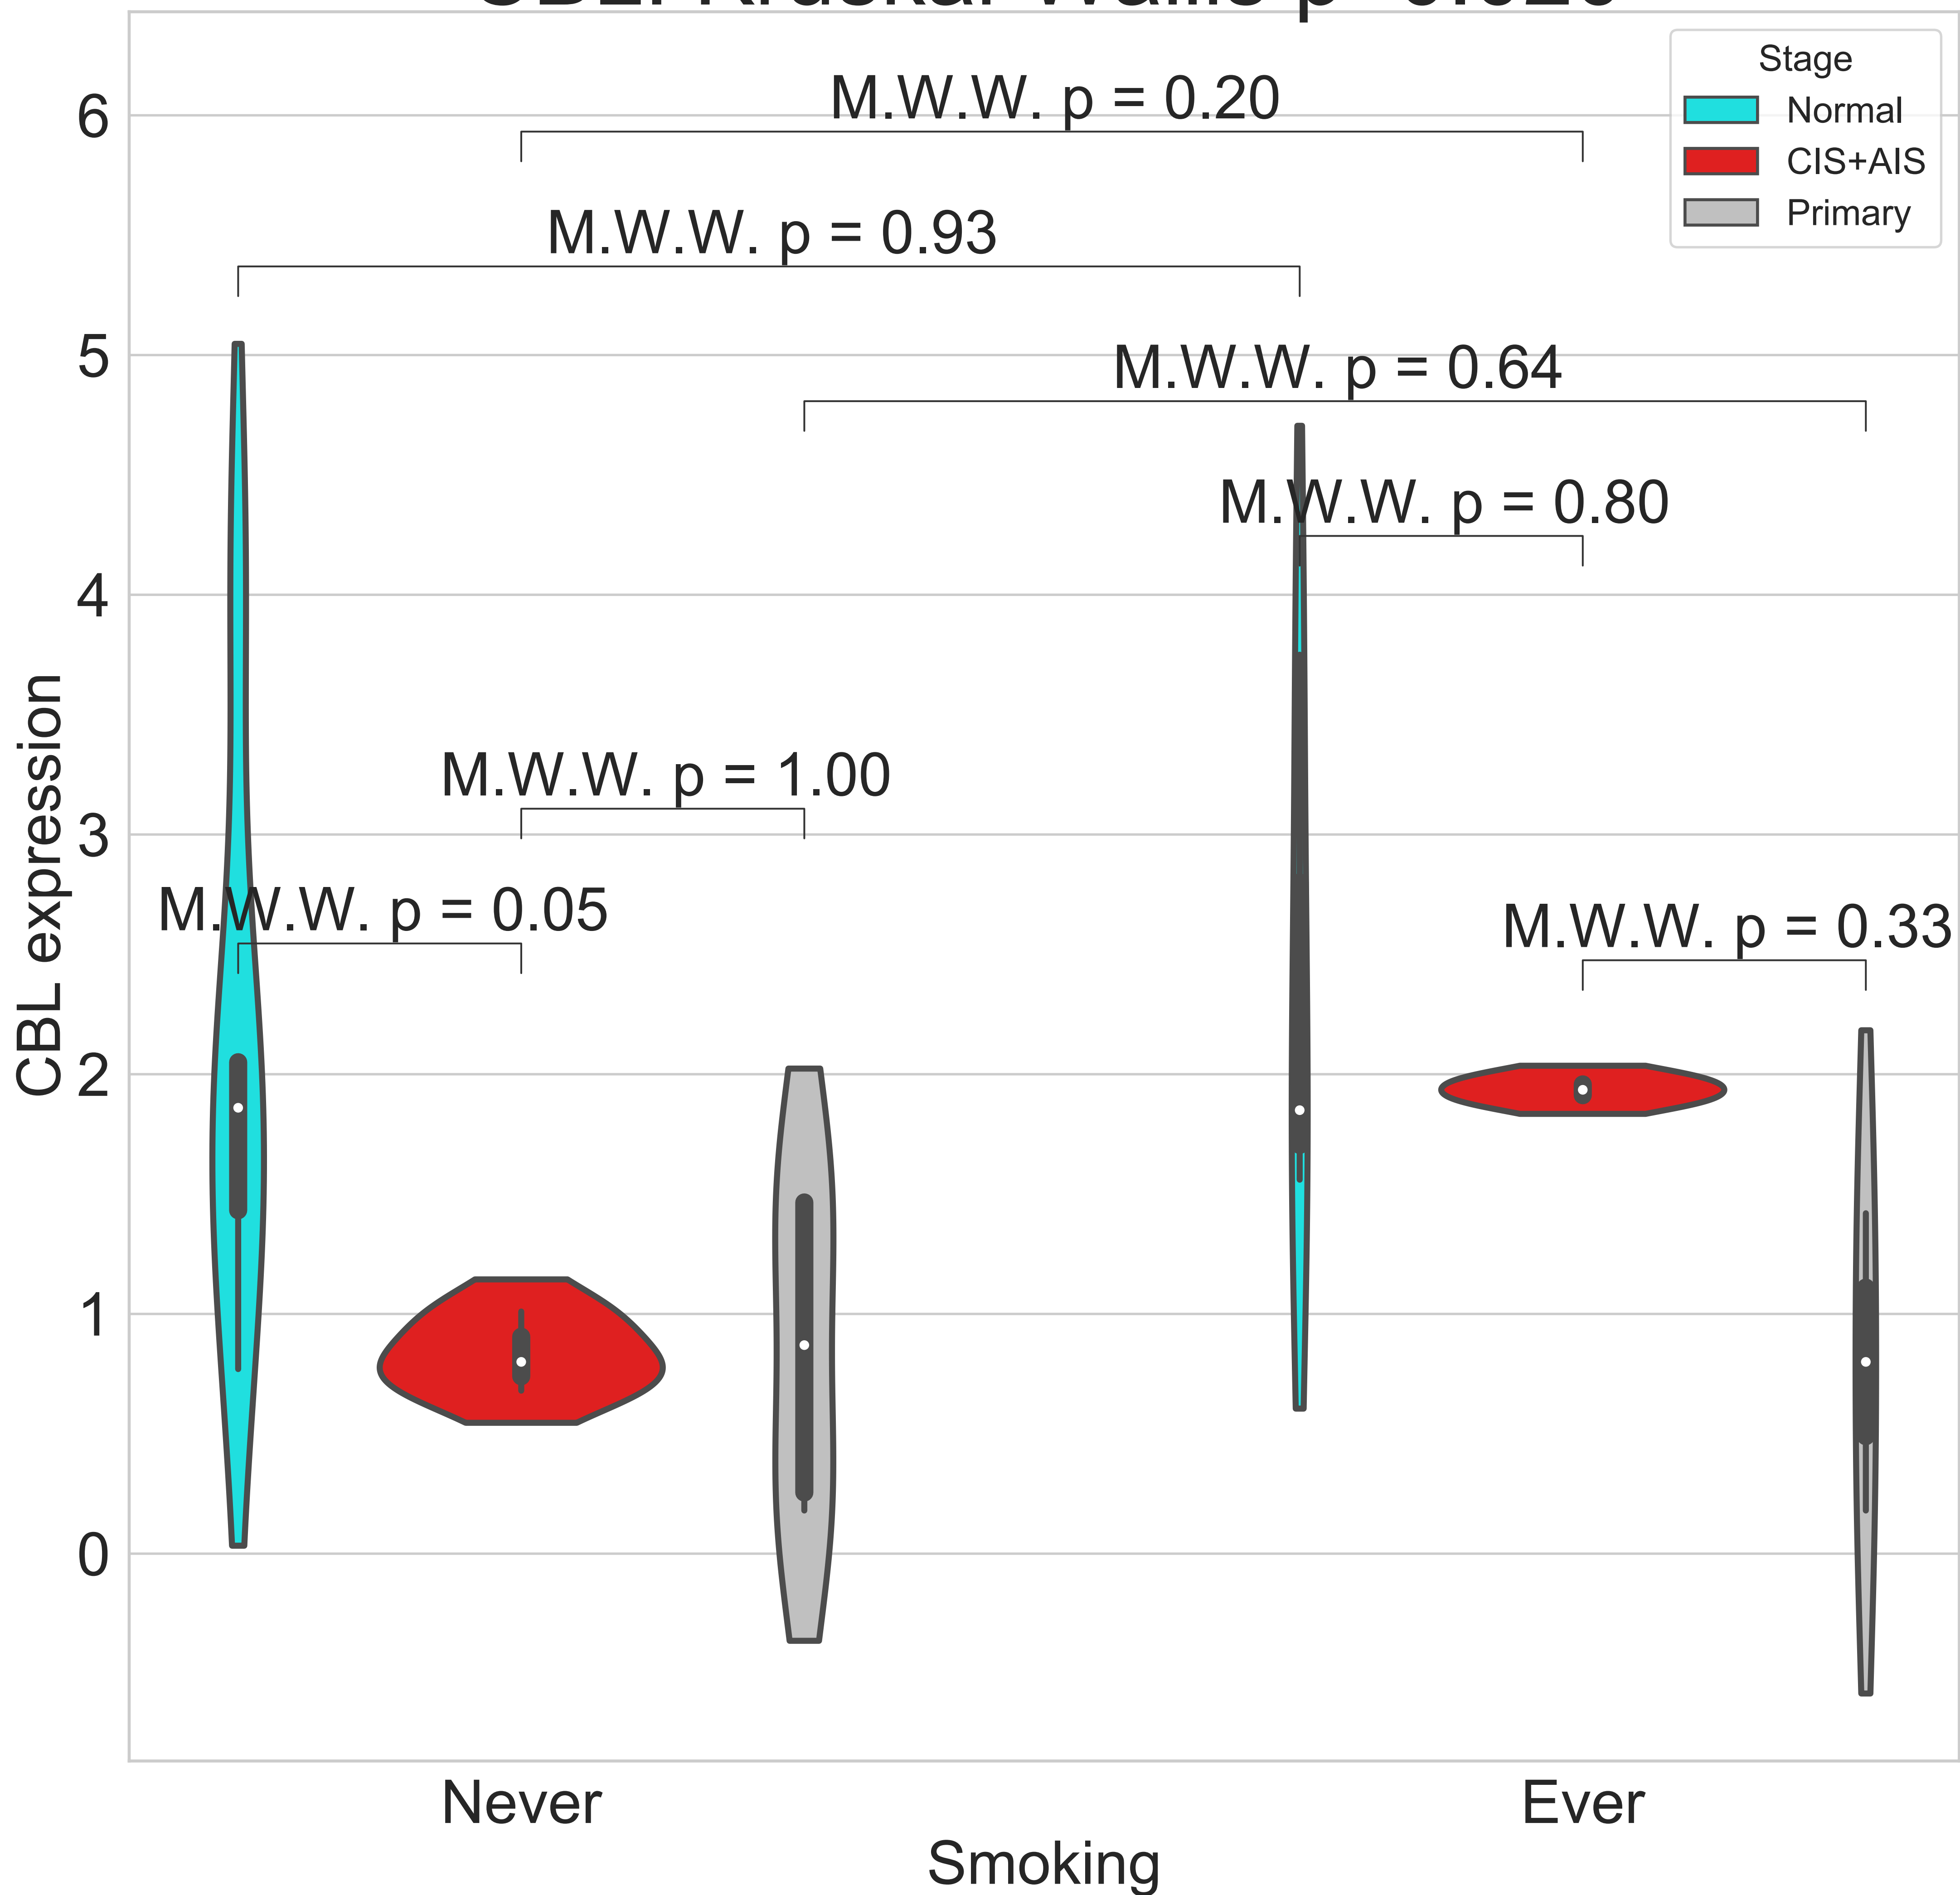 Stage
Normal
CIS+AIS
Primary
M.W.W. p = 0.20
M.W.W. p = 0.93
M.W.W. p = 0.64
M.W.W. p = 0.80
M.W.W. p = 1.00
M.W.W. p = 0.05
M.W.W. p = 0.33
6
5
4
3
2
1
0
CBL expression
Never
Ever
Smoking